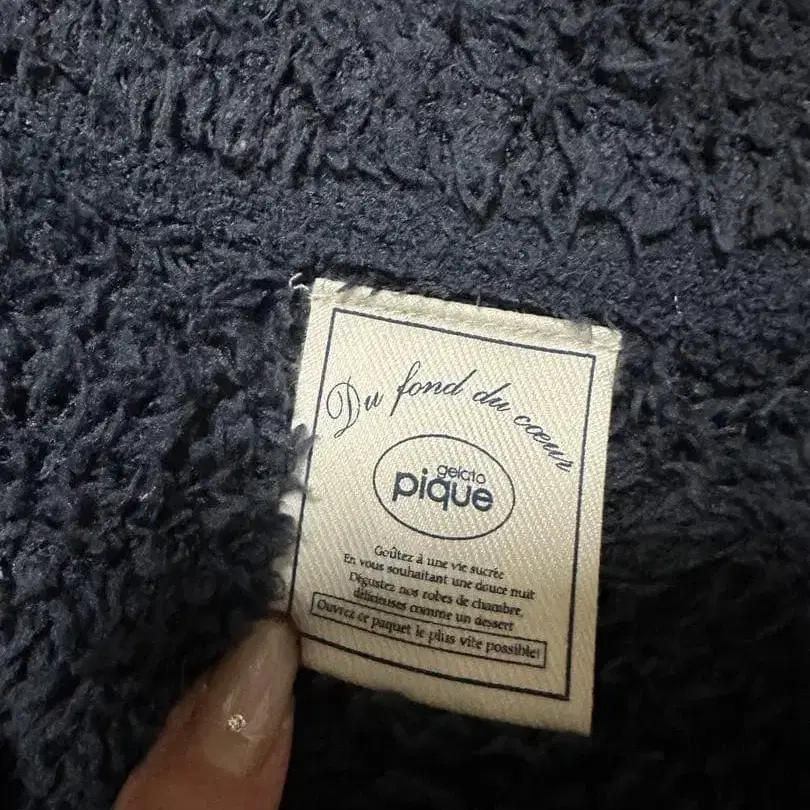 Du fond du cœur
gelato
pique
Goûtez à une vie sucrée
En vous souhaitant une douce nuit
Dégustez nos robes de chambre,
délicieuses comme un dessert
Ouvrez ce paquet le plus vite possible!